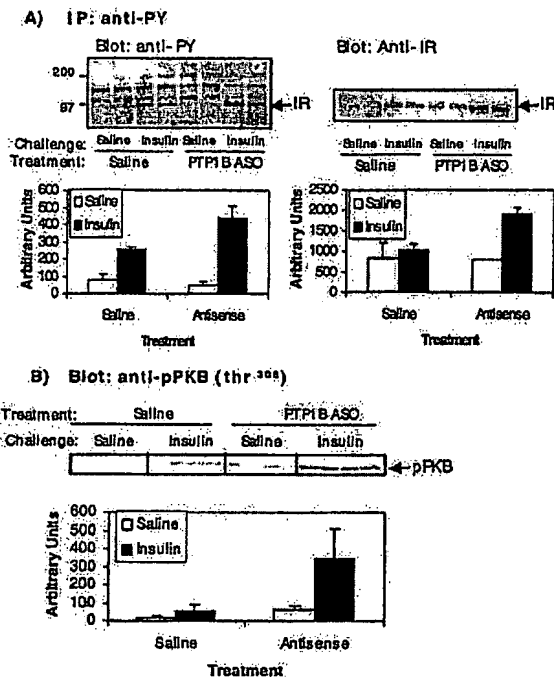 A) IP: anti-PY
Blot: anti-PY
200
97
IR
Challenge: Saline Insulin Saline Insulin
Treatment: Saline PTP1B ASO
Arbitrary Units
600
500
400
300
200
100
0
Saline
Insulin
Saline Antisense
Treatment
Blot: Anti-IR
IR
Saline Insulin Saline Insulin
Saline PTP1B ASO
Arbitrary Units
2500
2000
1500
1000
500
0
Saline
Insulin
Saline Antisense
Treatment
B) Blot: anti-pPKB (thr 308)
Treatment: Saline PTP1B ASO
Challenge: Saline Insulin Saline Insulin
pPKB
Arbitrary Units
600
500
400
300
200
100
0
Saline
Insulin
Saline Antisense
Treatment